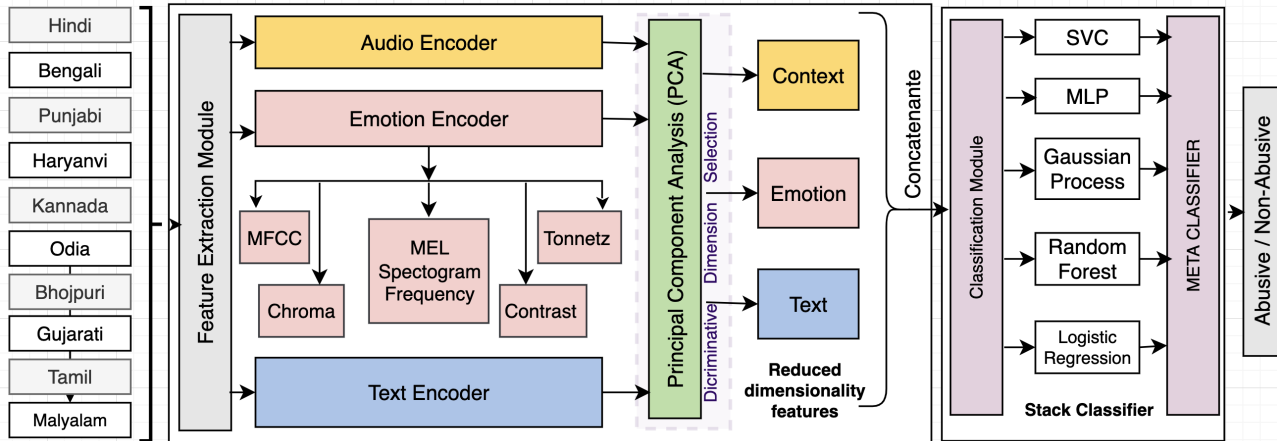 Hindi
Bengali
Punjabi
Haryanvi
Kannada
Odia
Bhojpuri
Gujarati
Tamil
Malyalam
Feature Extraction Module
Audio Encoder
Emotion Encoder
MFCC
Chroma
MEL
Spectogram
Frequency
Contrast
Tonnetz
Text Encoder
Principal Component Analysis (PCA)
Dicriminative Dimension Selection
Context
Emotion
Text
Reduced
dimensionality
features
Concatenante
Classification Module
SVC
MLP
Gaussian
Process
Random
Forest
Logistic
Regression
Stack Classifier
META CLASSIFIER
Abusive / Non-Abusive